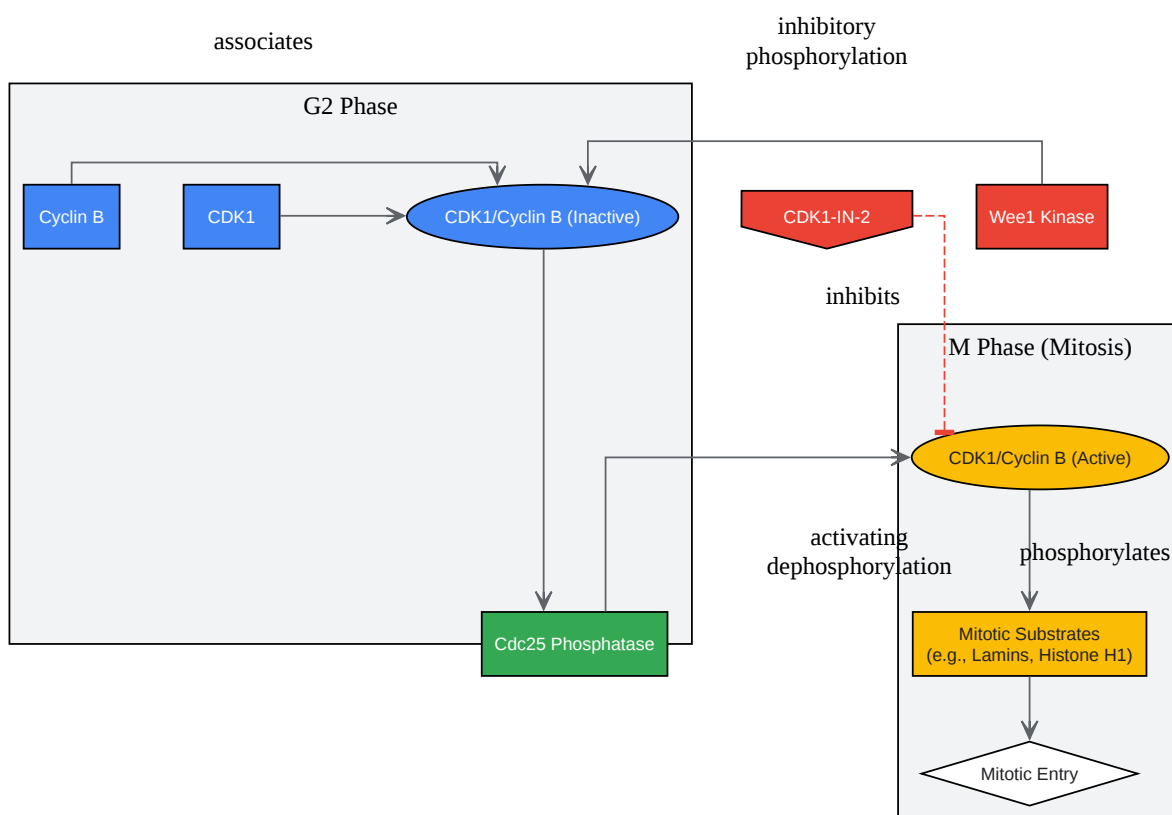 associates
inhibitory
phosphorylation
G2 Phase
Cyclin B
CDK1
CDK1/Cyclin B (Inactive)
CDK1-IN-2
Wee1 Kinase
inhibits
M Phase (Mitosis)
CDK1/Cyclin B (Active)
activating
dephosphorylation
phosphorylates
Cdc25 Phosphatase
Mitotic Substrates
(e.g., Lamins, Histone H1)
Mitotic Entry